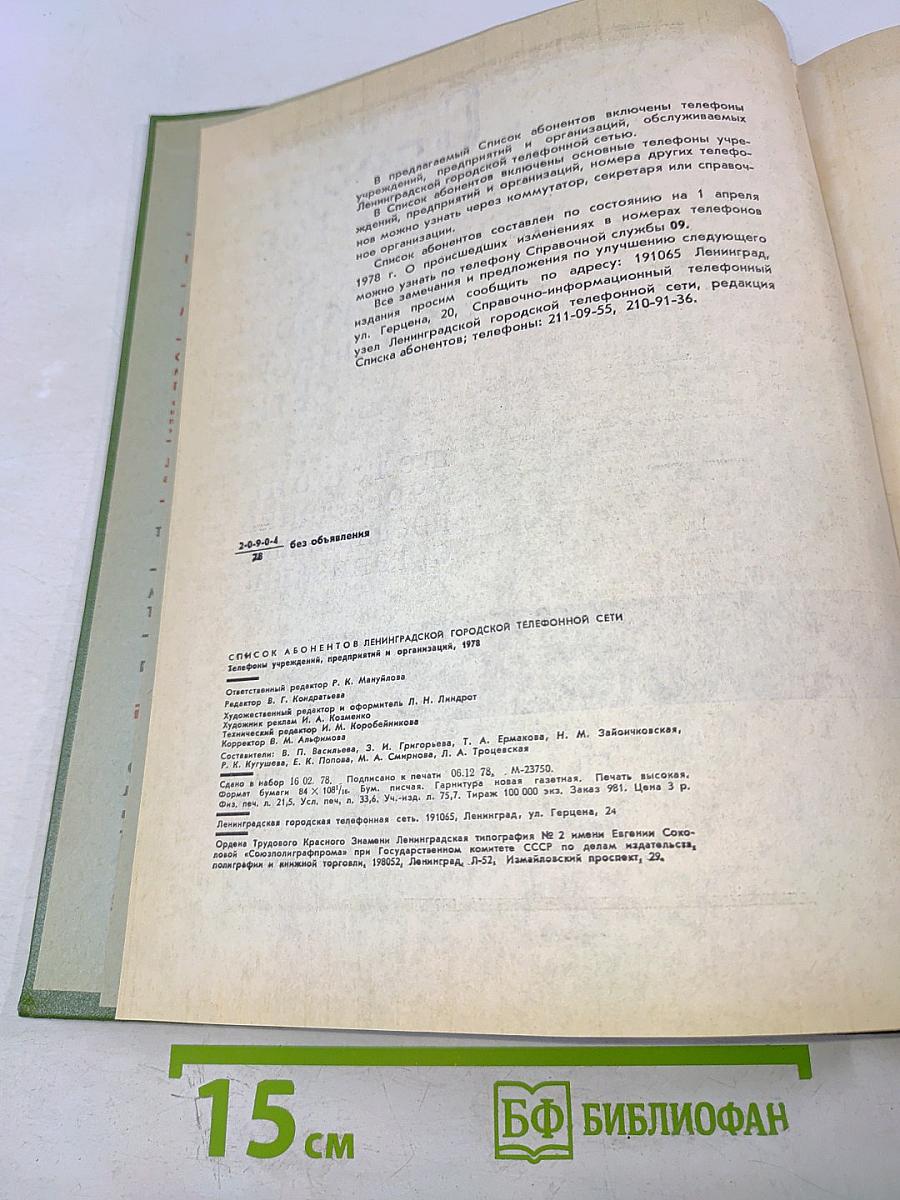 В предлагаемый Список абонентов включены телефоны
учреждений, предприятий и организаций, обслуживаемых
Ленинградской городской телефонной сетью.
В Список абонентов включены основные телефоны учре-
ждений, предприятий и организаций, номера других телефо-
нов можно узнать через коммутатор, секретаря или справоч-
ное организации.
Список абонентов составлен по состоянию на 1 апреля
1978 г. О происшедших изменениях в номерах телефонов
можно узнать по телефону Справочной службы 09.
Все замечания и предложения по улучшению следующего
издания просим сообщить по адресу: 191065 Ленинград,
ул. Герцена, 20, Справочно-информационный телефонный
узел Ленинградской городской телефонной сети, редакция
Списка абонентов; телефоны: 211-09-55, 210-91-36.
2-0-9-0-4
28
без объявления
СПИСОК АБОНЕНТОВ ЛЕНИНГРАДСКОЙ ГОРОДСКОЙ ТЕЛЕФОННОЙ СЕТИ
Телефоны учреждений, предприятий и организаций, 1978
Ответственный редактор Р. К. Мануйлова
Редактор В. Г. Кондратьева
Художественный редактор и оформитель Л. Н. Линдрот
Художник реклам И. А. Козменко
Технический редактор И. М. Коробейникова
Корректор В. М. Альфимова
Составители: В. П. Васильева, З. И. Григорьева, Т. А. Ермакова, Н. М. Зайончковская,
Р. К. Кугушева, Е. К. Попова, М. А. Смирнова, Л. А. Троцевская
Сдано в набор 16 02. 78. Подписано к печати 06.12 78. М-23750.
Формат бумаги 84 × 108¹/₁₆. Бум. писчая. Гарнитура новая газетная. Печать высокая.
Физ. печ. л. 21,5. Усл. печ. л. 33,6. Уч.-изд. л. 75,7. Тираж 100 000 экз. Заказ 981. Цена 3 р.
Ленинградская городская телефонная сеть. 191065, Ленинград, ул. Герцена, 24
Ордена Трудового Красного Знамени Ленинградская типография № 2 имени Евгении Соко-
ловой «Союзполиграфпрома» при Государственном комитете СССР по делам издательств,
полиграфии и книжной торговли, 198052, Ленинград, Л-52, Измайловский проспект, 29.
15 см
БФ БИБЛИОФАН